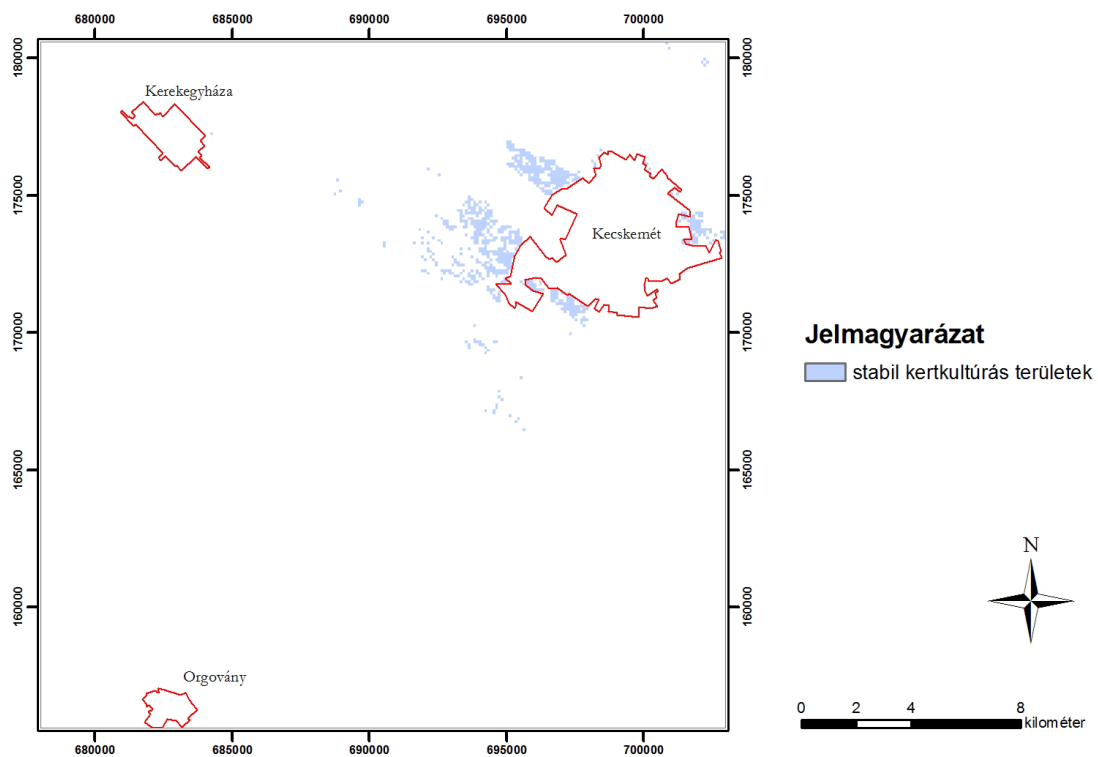 680000 685000 690000 695000 700000
180000 180000
Kerekegyháza
175000 175000
Kecskemét
170000 170000
Jelmagyarázat
stabil kertkultúrás területek
165000 165000
N
160000 160000
Orgovány
0 2 4 8
kilométer
680000 685000 690000 695000 700000